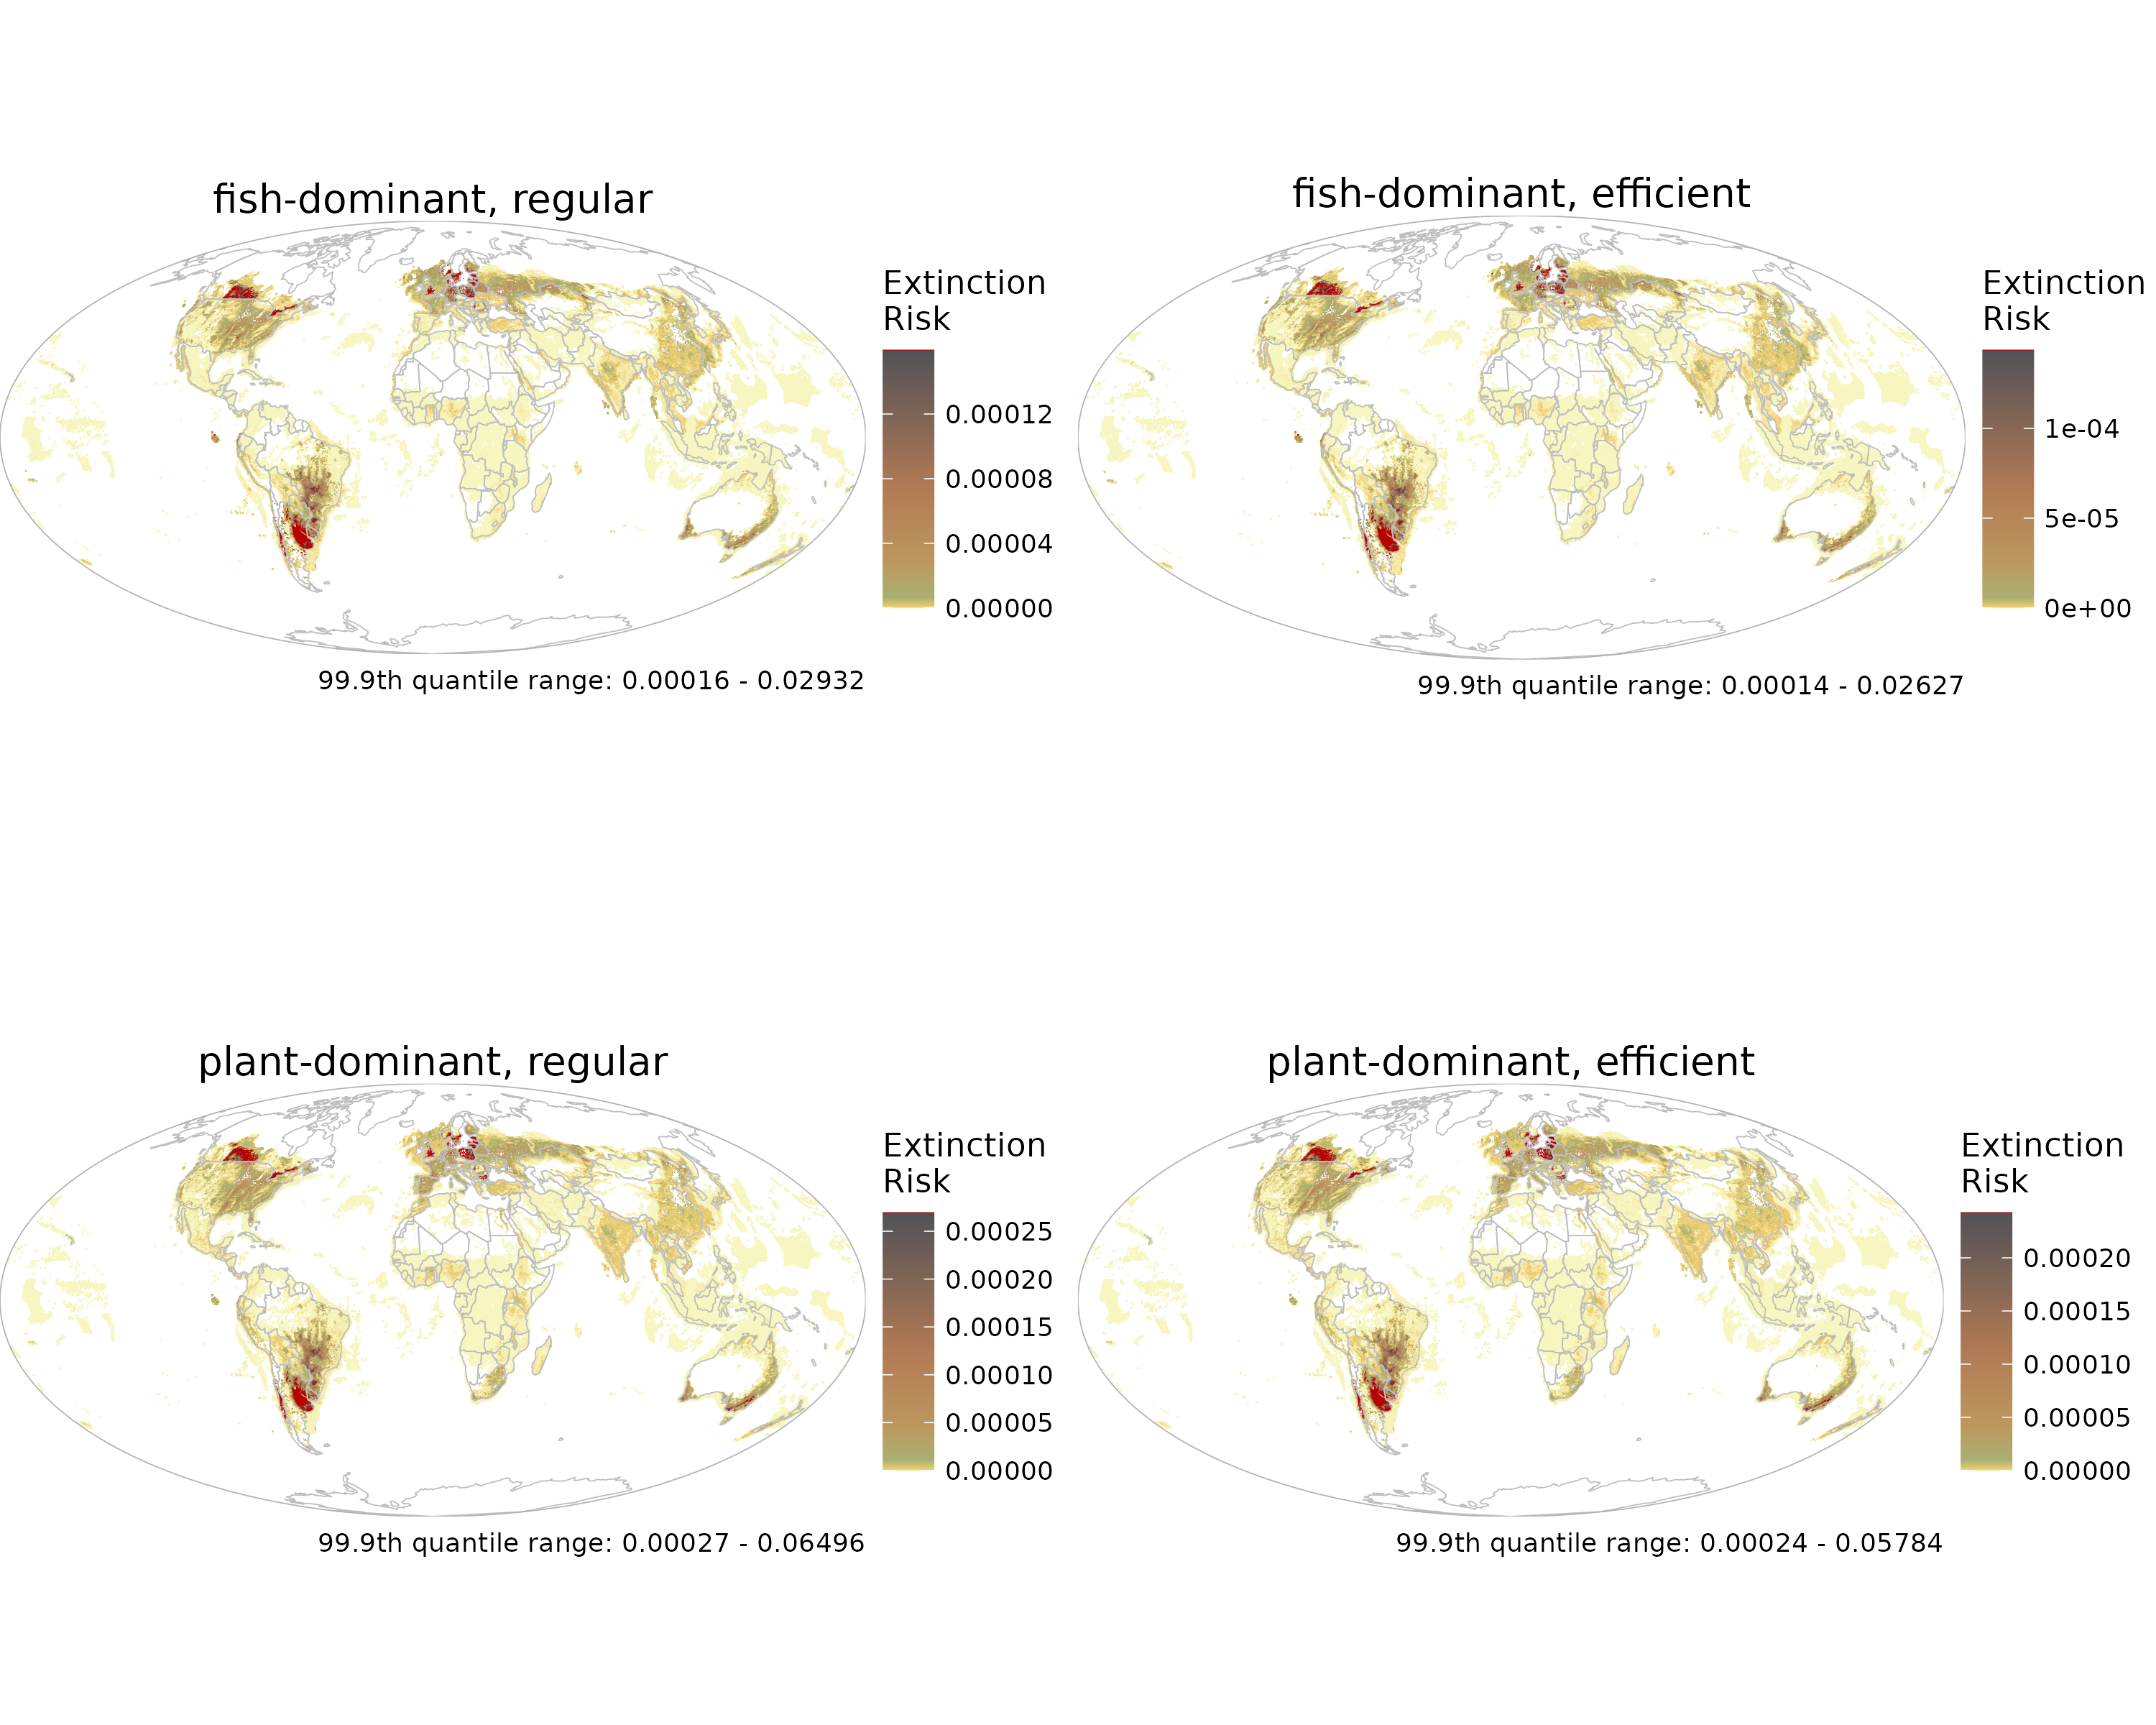 fish-dominant, regular
Extinction
Risk
0.00012
0.00008
0.00004
0.00000
99.9th quantile range: 0.00016 - 0.02932
fish-dominant, efficient
Extinction
Risk
1e-04
5e-05
0e+00
99.9th quantile range: 0.00014 - 0.02627
plant-dominant, regular
Extinction
Risk
0.00025
0.00020
0.00015
0.00010
0.00005
0.00000
99.9th quantile range: 0.00027 - 0.06496
plant-dominant, efficient
Extinction
Risk
0.00020
0.00015
0.00010
0.00005
0.00000
99.9th quantile range: 0.00024 - 0.05784